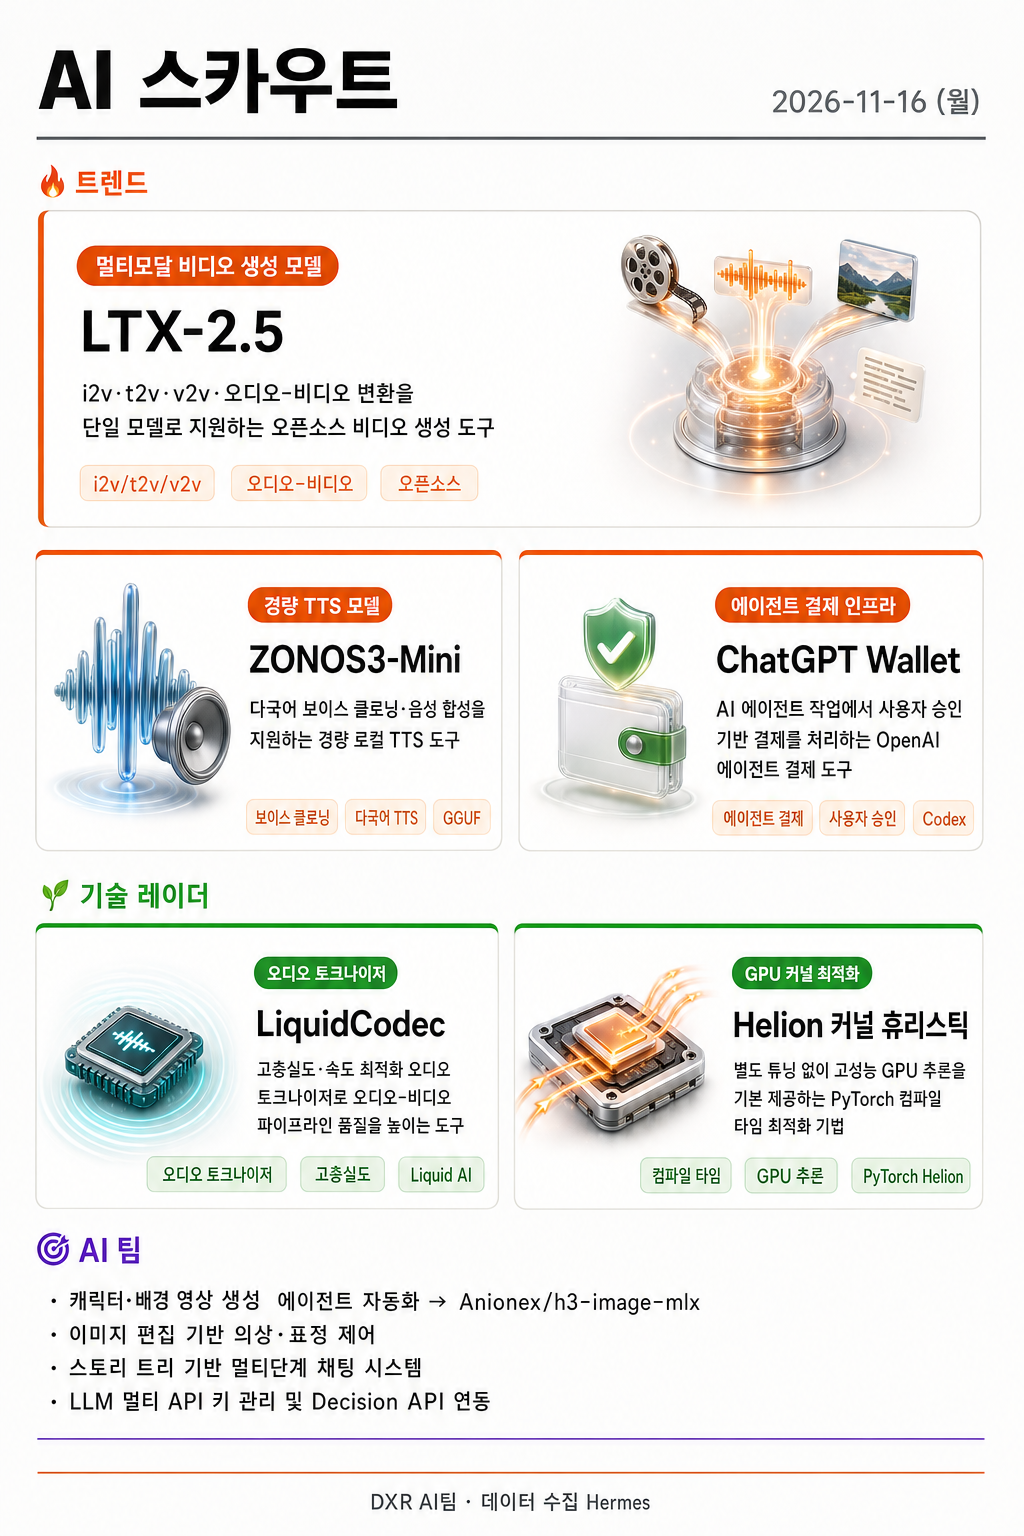 AI 스카우트
2026-11-16 (월)
트렌드
멀티모달 비디오 생성 모델
LTX-2.5
i2v·t2v·v2v·오디오-비디오 변환을
단일 모델로 지원하는 오픈소스 비디오 생성 도구
i2v/t2v/v2v
오디오-비디오
오픈소스
경량 TTS 모델
ZONOS3-Mini
다국어 보이스 클로닝·음성 합성을
지원하는 경량 로컬 TTS 도구
보이스 클로닝
다국어 TTS
GGUF
에이전트 결제 인프라
ChatGPT Wallet
AI 에이전트 작업에서 사용자 승인
기반 결제를 처리하는 OpenAI
에이전트 결제 도구
에이전트 결제
사용자 승인
Codex
기술 레이더
오디오 토크나이저
LiquidCodec
고충실도·속도 최적화 오디오
토크나이저로 오디오-비디오
파이프라인 품질을 높이는 도구
오디오 토크나이저
고충실도
Liquid AI
GPU 커널 최적화
Helion 커널 휴리스틱
별도 튜닝 없이 고성능 GPU 추론을
기본 제공하는 PyTorch 컴파일
타임 최적화 기법
컴파일 타임
GPU 추론
PyTorch Helion
AI 팀
• 캐릭터·배경 영상 생성 에이전트 자동화 → Anionex/h3-image-mlx
• 이미지 편집 기반 의상·표정 제어
• 스토리 트리 기반 멀티단계 채팅 시스템
• LLM 멀티 API 키 관리 및 Decision API 연동
DXR AI팀 · 데이터 수집 Hermes